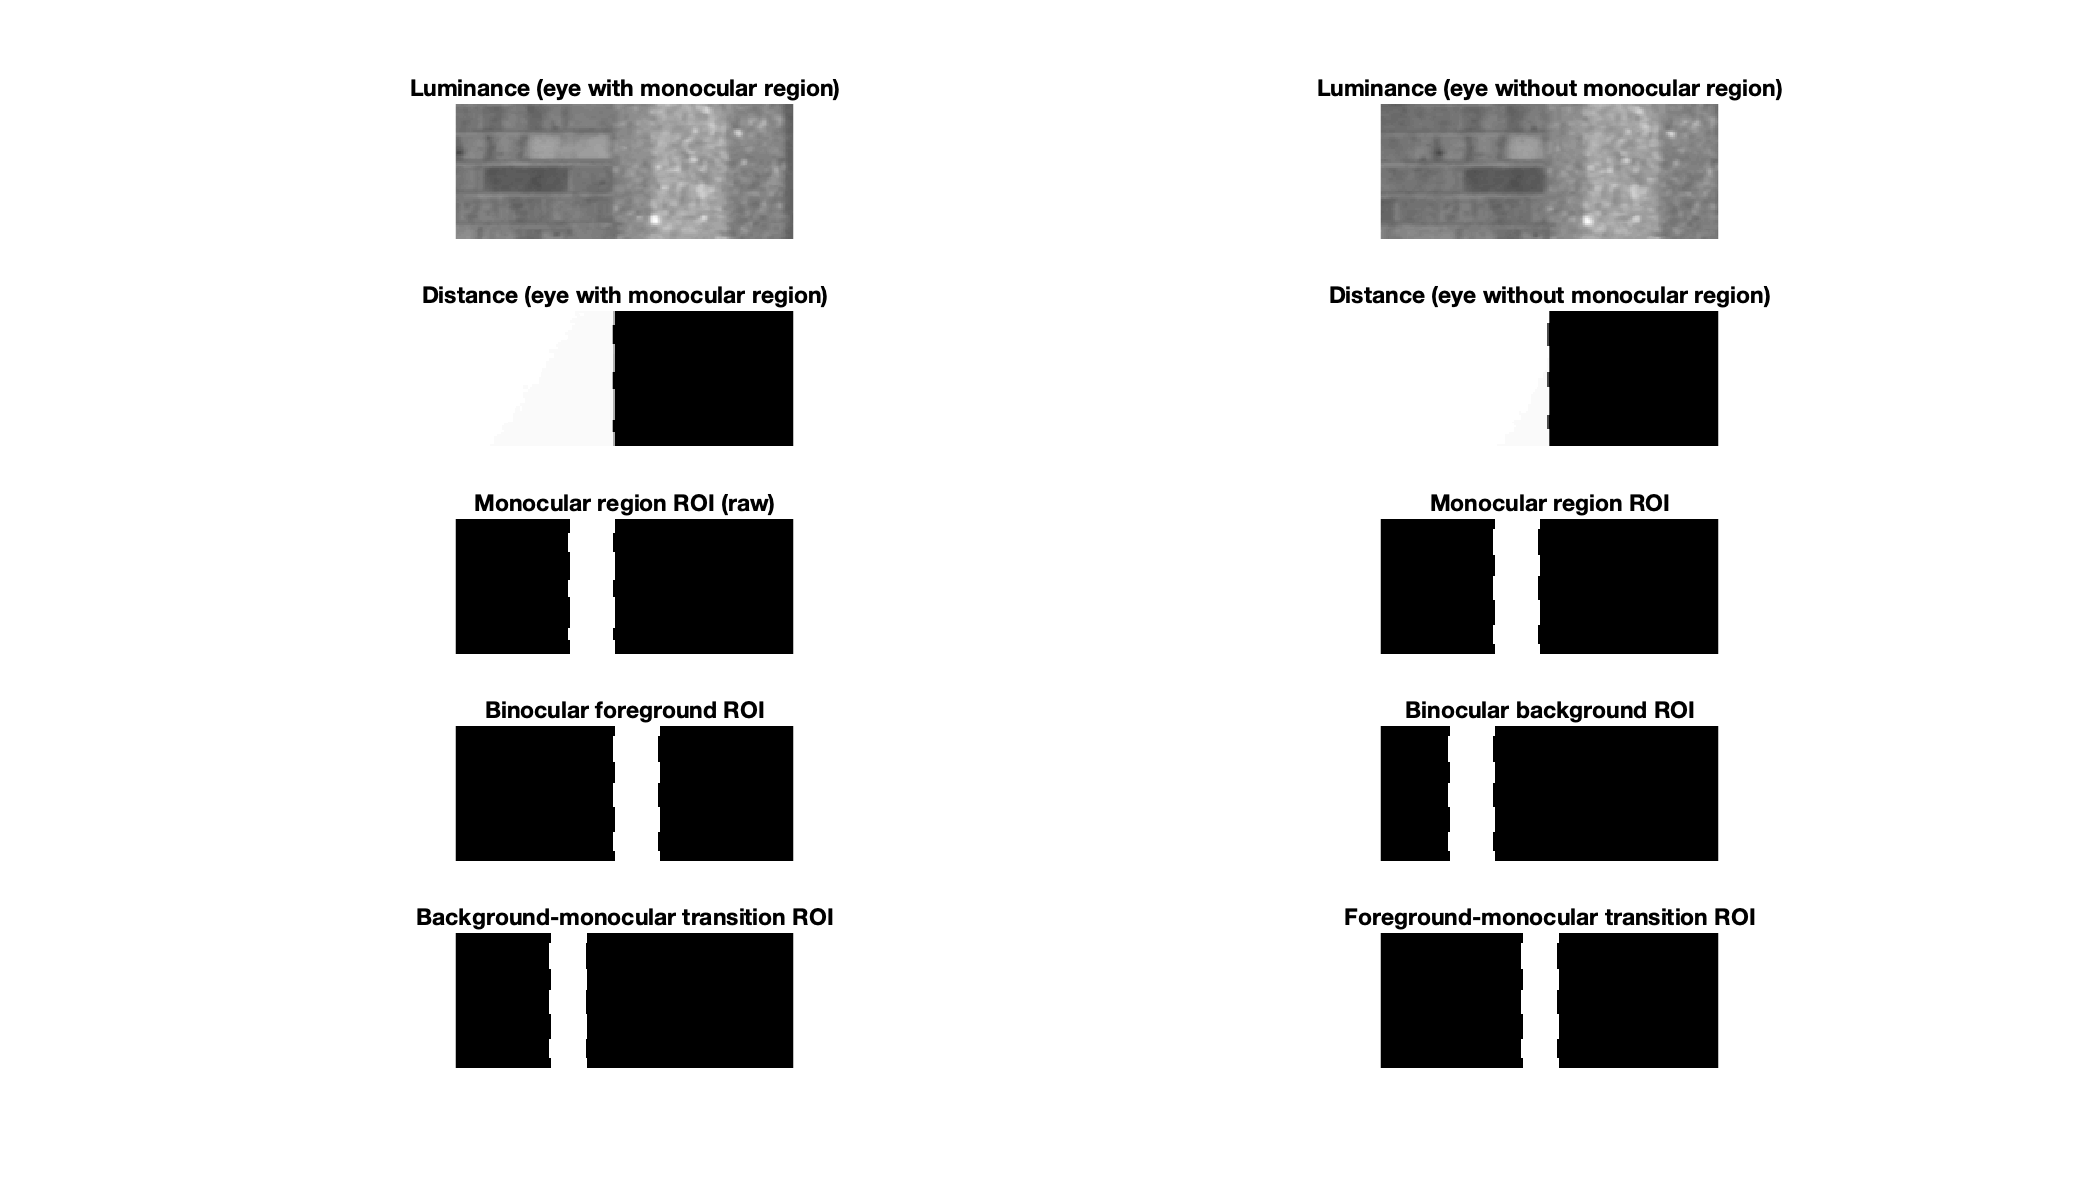 Luminance (eye with monocular region)
Luminance (eye without monocular region)
Distance (eye with monocular region)
Distance (eye without monocular region)
Monocular region ROI (raw)
Monocular region ROI
Binocular foreground ROI
Binocular background ROI
Background-monocular transition ROI
Foreground-monocular transition ROI